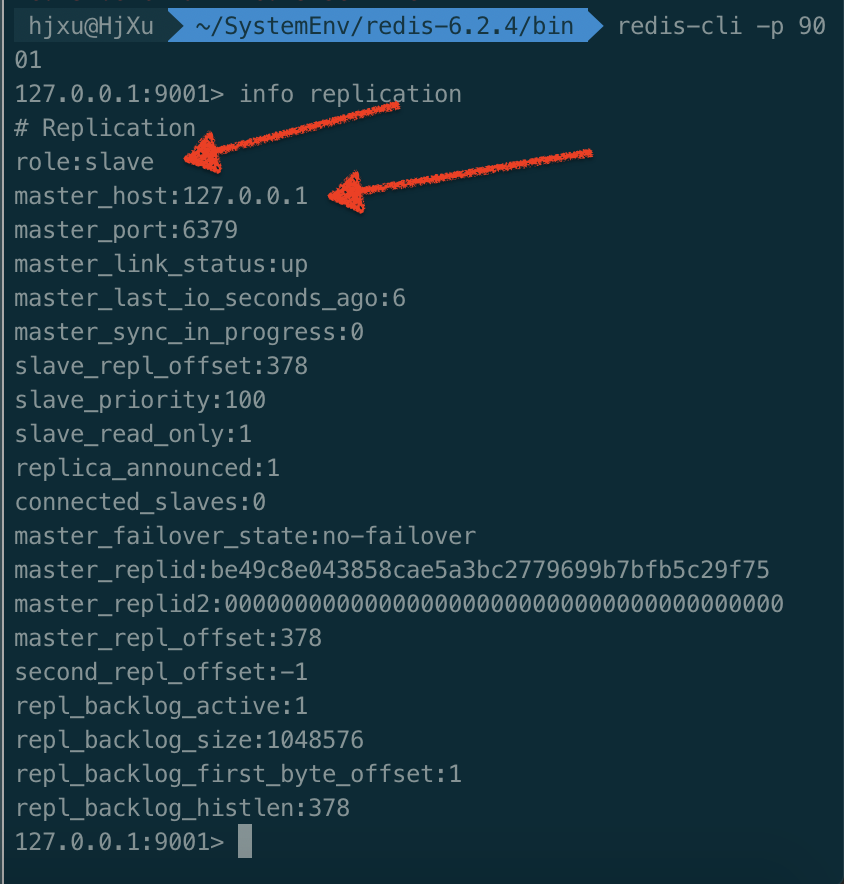 hjxu@HjXu ~/SystemEnv/redis-6.2.4/bin redis-cli -p 90
01
127.0.0.1:9001> info replication
# Replication
role:slave
master_host:127.0.0.1
master_port:6379
master_link_status:up
master_last_io_seconds_ago:6
master_sync_in_progress:0
slave_repl_offset:378
slave_priority:100
slave_read_only:1
replica_announced:1
connected_slaves:0
master_failover_state:no-failover
master_replid:be49c8e043858cae5a3bc2779699b7bfb5c29f75
master_replid2:0000000000000000000000000000000000000000
master_repl_offset:378
second_repl_offset:-1
repl_backlog_active:1
repl_backlog_size:1048576
repl_backlog_first_byte_offset:1
repl_backlog_histlen:378
127.0.0.1:9001>